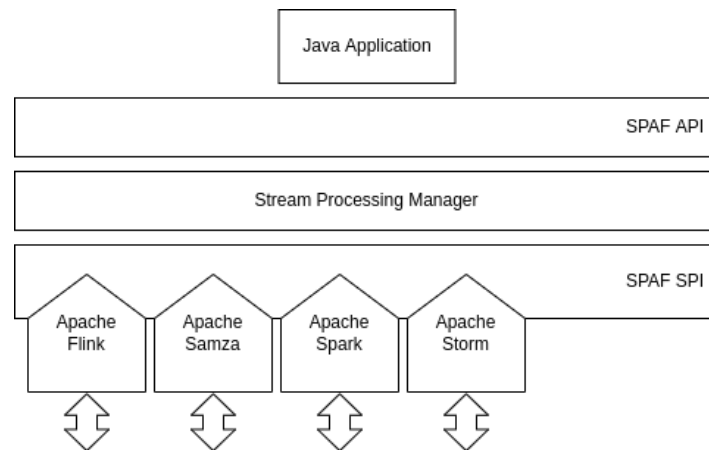 Java Application
SPAF API
Stream Processing Manager
SPAF SPI
Apache
Flink
Apache
Samza
Apache
Spark
Apache
Storm